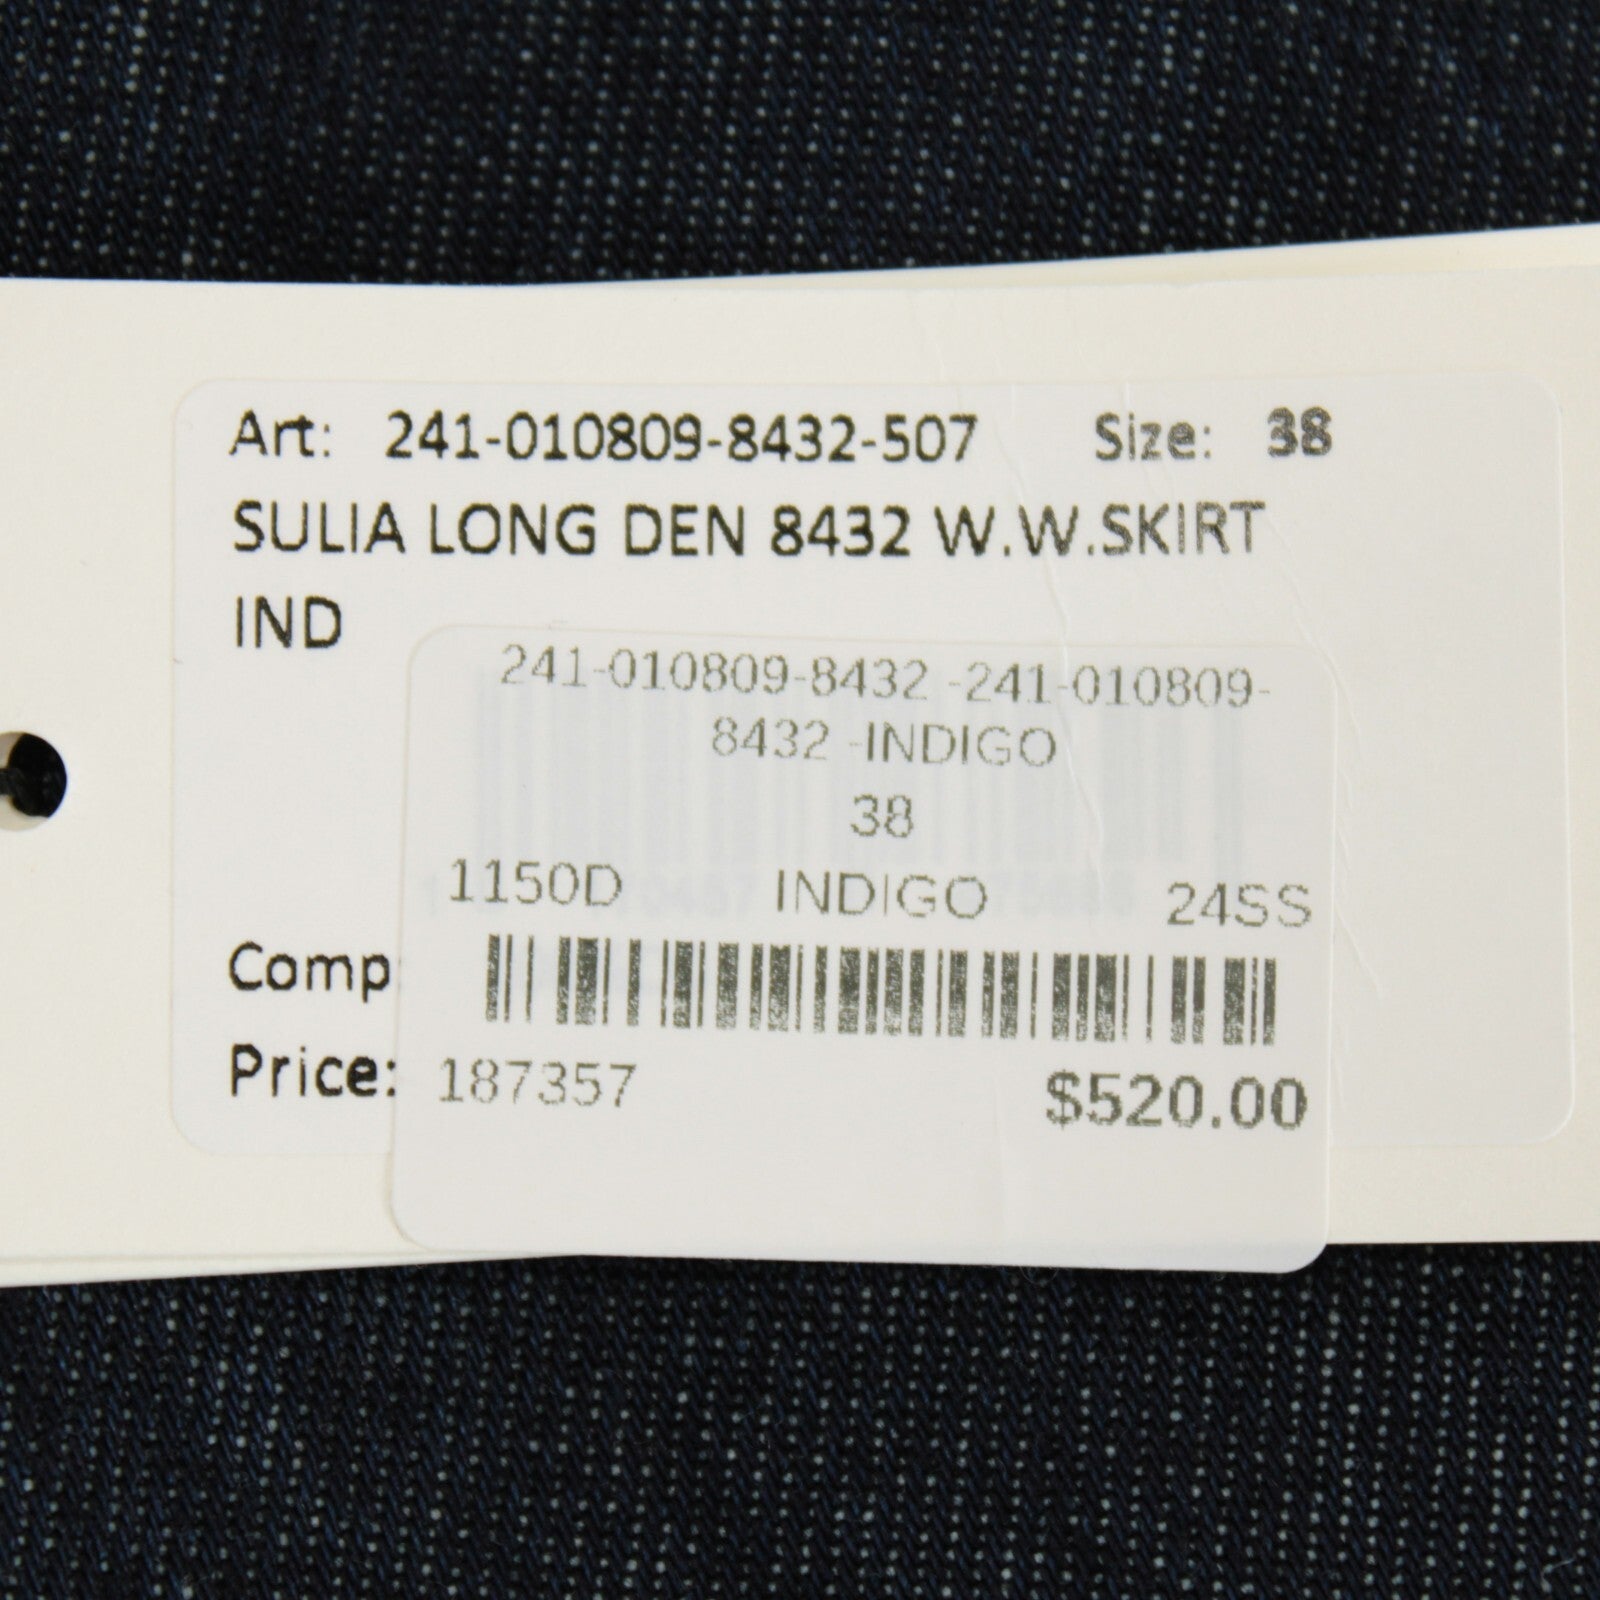 Art: 241-010809-8432-507 Size: 38
SULIA LONG DEN 8432 W.W.SKIRT
IND
241-010809-8432 -241-010809-
8432 -INDIGO
38
1150D INDIGO 24SS
Comp
Price: 187357 $520.00